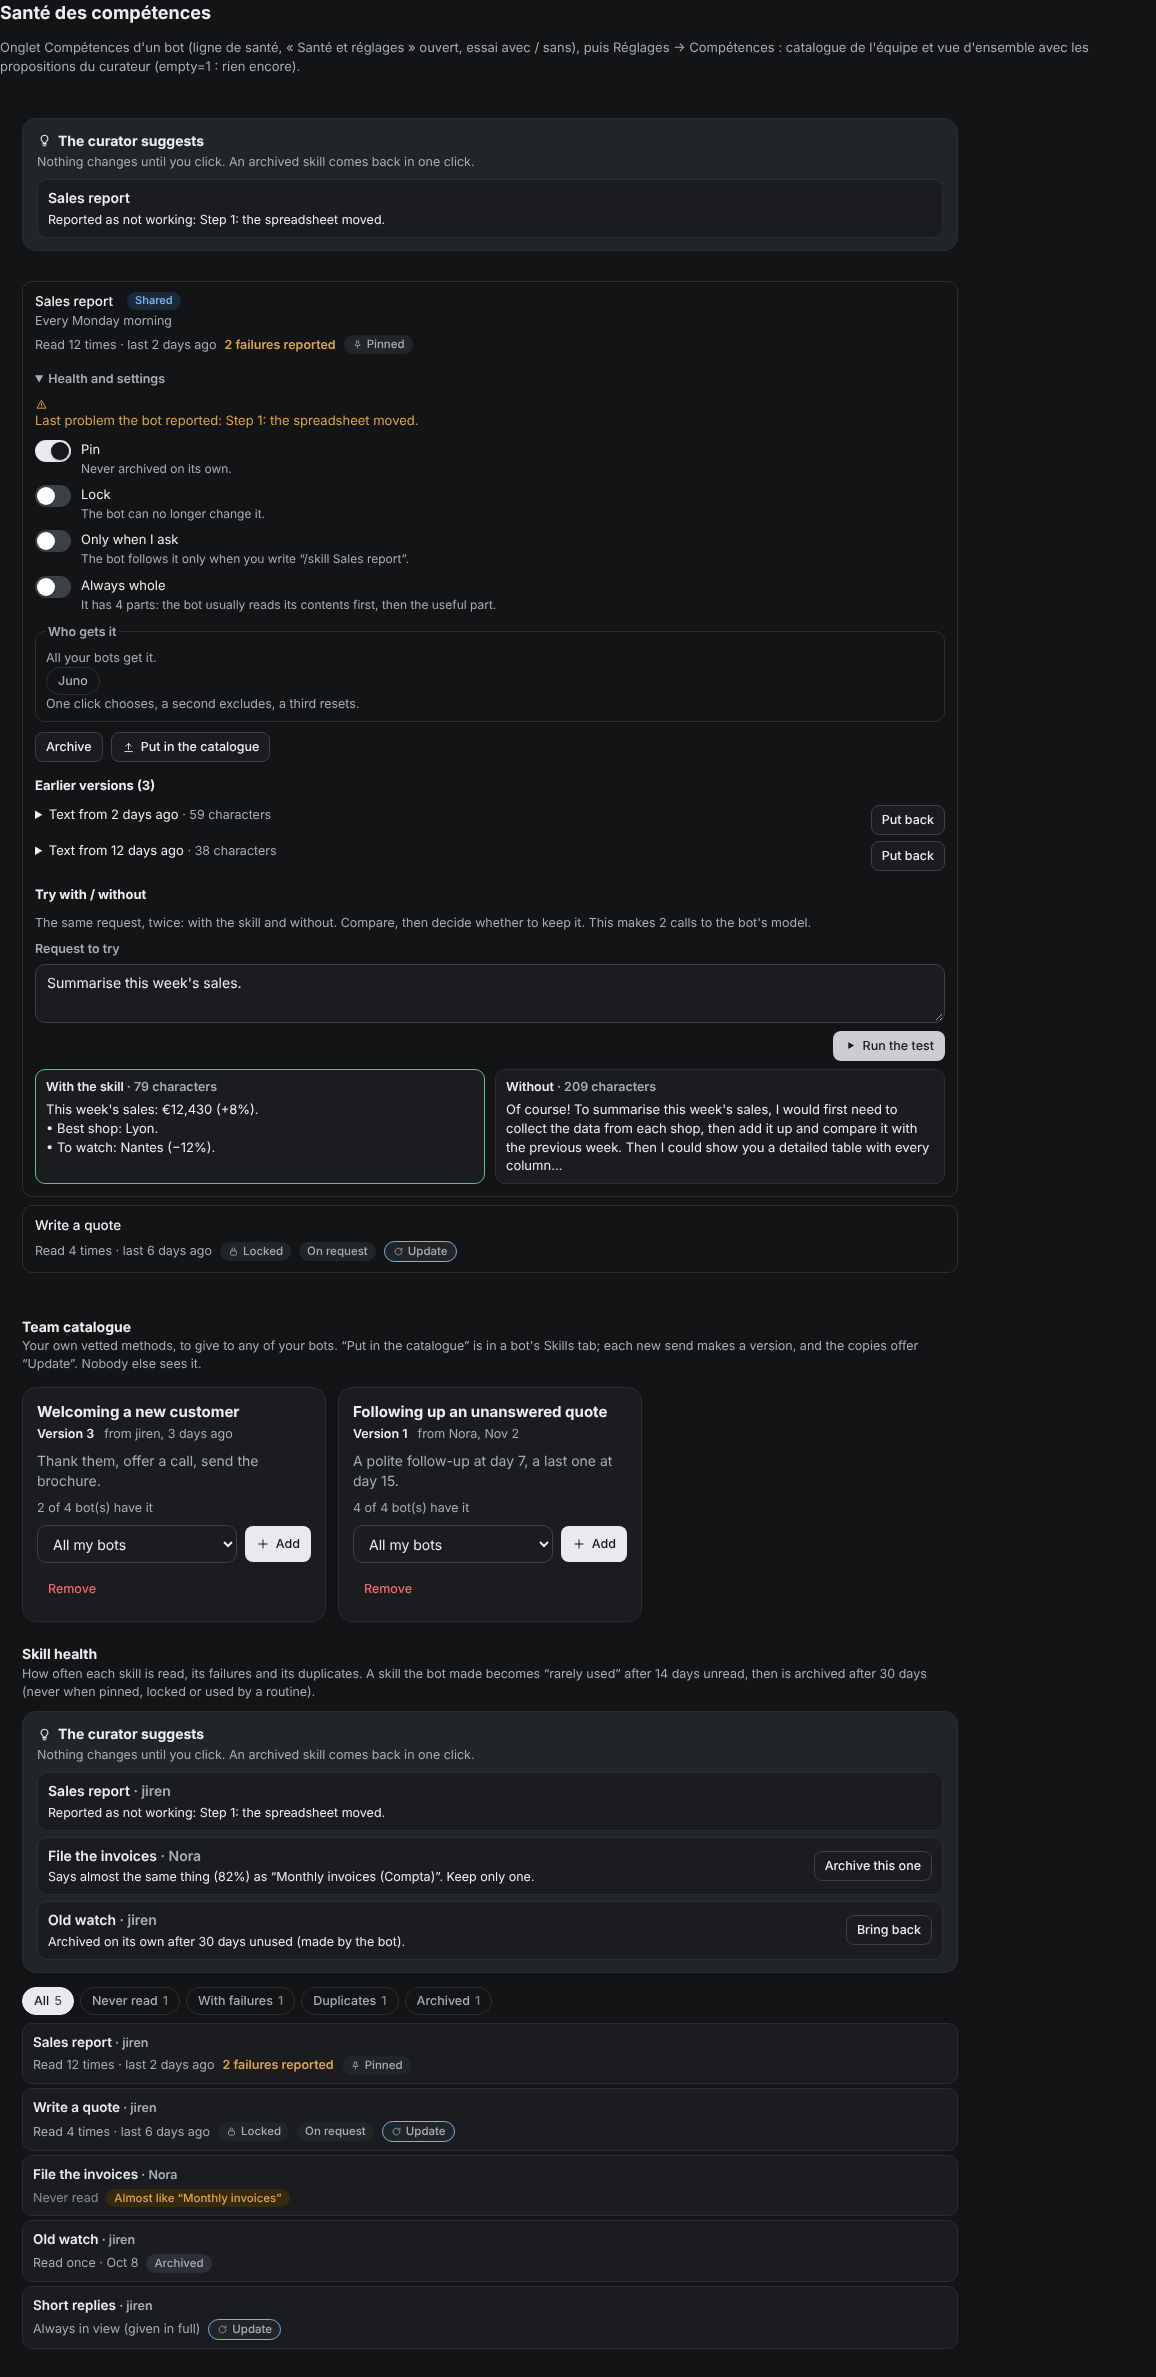 Santé des compétences
Onglet Compétences d'un bot (ligne de santé, « Santé et réglages » ouvert, essai avec / sans), puis Réglages → Compétences : catalogue de l'équipe et vue d'ensemble avec les
propositions du curateur (empty=1 : rien encore).
The curator suggests
Nothing changes until you click. An archived skill comes back in one click.
Sales report
Reported as not working: Step 1: the spreadsheet moved.
Sales report Shared
Every Monday morning
Read 12 times · last 2 days ago 2 failures reported Pinned
Health and settings
Last problem the bot reported: Step 1: the spreadsheet moved.
Pin
Never archived on its own.
Lock
The bot can no longer change it.
Only when I ask
The bot follows it only when you write “/skill Sales report”.
Always whole
It has 4 parts: the bot usually reads its contents first, then the useful part.
Who gets it
All your bots get it.
Juno
One click chooses, a second excludes, a third resets.
Archive Put in the catalogue
Earlier versions (3)
Text from 2 days ago · 59 characters Put back
Text from 12 days ago · 38 characters Put back
Try with / without
The same request, twice: with the skill and without. Compare, then decide whether to keep it. This makes 2 calls to the bot's model.
Request to try
Summarise this week's sales.
Run the test
With the skill · 79 characters
This week's sales: €12,430 (+8%).
• Best shop: Lyon.
• To watch: Nantes (−12%).
Without · 209 characters
Of course! To summarise this week's sales, I would first need to
collect the data from each shop, then add it up and compare it with
the previous week. Then I could show you a detailed table with every
column...
Write a quote
Read 4 times · last 6 days ago Locked On request Update
Team catalogue
Your own vetted methods, to give to any of your bots. “Put in the catalogue” is in a bot's Skills tab; each new send makes a version, and the copies offer
“Update”. Nobody else sees it.
Welcoming a new customer
Version 3 from jiren, 3 days ago
Thank them, offer a call, send the
brochure.
2 of 4 bot(s) have it
All my bots Add
Remove
Following up an unanswered quote
Version 1 from Nora, Nov 2
A polite follow-up at day 7, a last one at
day 15.
4 of 4 bot(s) have it
All my bots Add
Remove
Skill health
How often each skill is read, its failures and its duplicates. A skill the bot made becomes “rarely used” after 14 days unread, then is archived after 30 days
(never when pinned, locked or used by a routine).
The curator suggests
Nothing changes until you click. An archived skill comes back in one click.
Sales report · jiren
Reported as not working: Step 1: the spreadsheet moved.
File the invoices · Nora
Says almost the same thing (82%) as “Monthly invoices (Compta)”. Keep only one.
Archive this one
Old watch · jiren
Archived on its own after 30 days unused (made by the bot).
Bring back
All 5 Never read 1 With failures 1 Duplicates 1 Archived 1
Sales report · jiren
Read 12 times · last 2 days ago 2 failures reported Pinned
Write a quote · jiren
Read 4 times · last 6 days ago Locked On request Update
File the invoices · Nora
Never read Almost like “Monthly invoices”
Old watch · jiren
Read once · Oct 8 Archived
Short replies · jiren
Always in view (given in full) Update